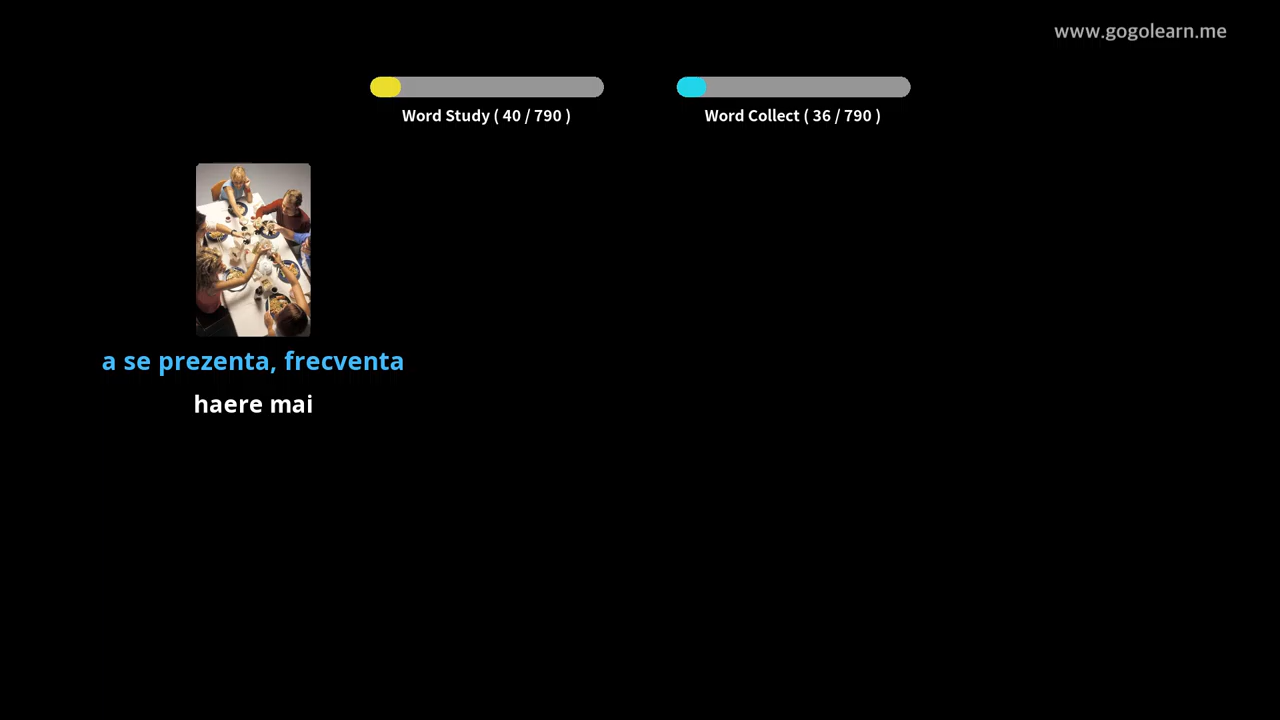 www.gogolearn.me
Word Study ( 40 / 790 )
Word Collect ( 36 / 790 )
a se prezenta, frecventa
haere mai